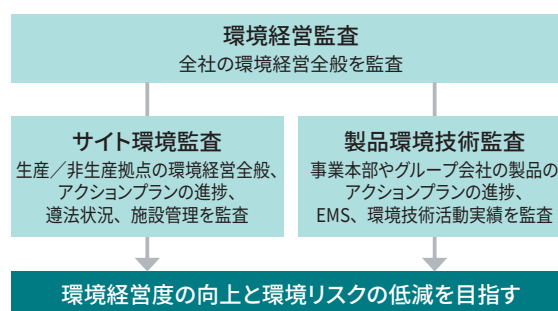 環境経営監査
全社の環境経営全般を監査
サイト環境監査
生産／非生産拠点の環境経営全般、
アクションプランの進捗、
遵法状況、施設管理を監査
製品環境技術監査
事業本部やグループ会社の製品の
アクションプランの進捗、
EMS、環境技術活動実績を監査
環境経営度の向上と環境リスクの低減を目指す